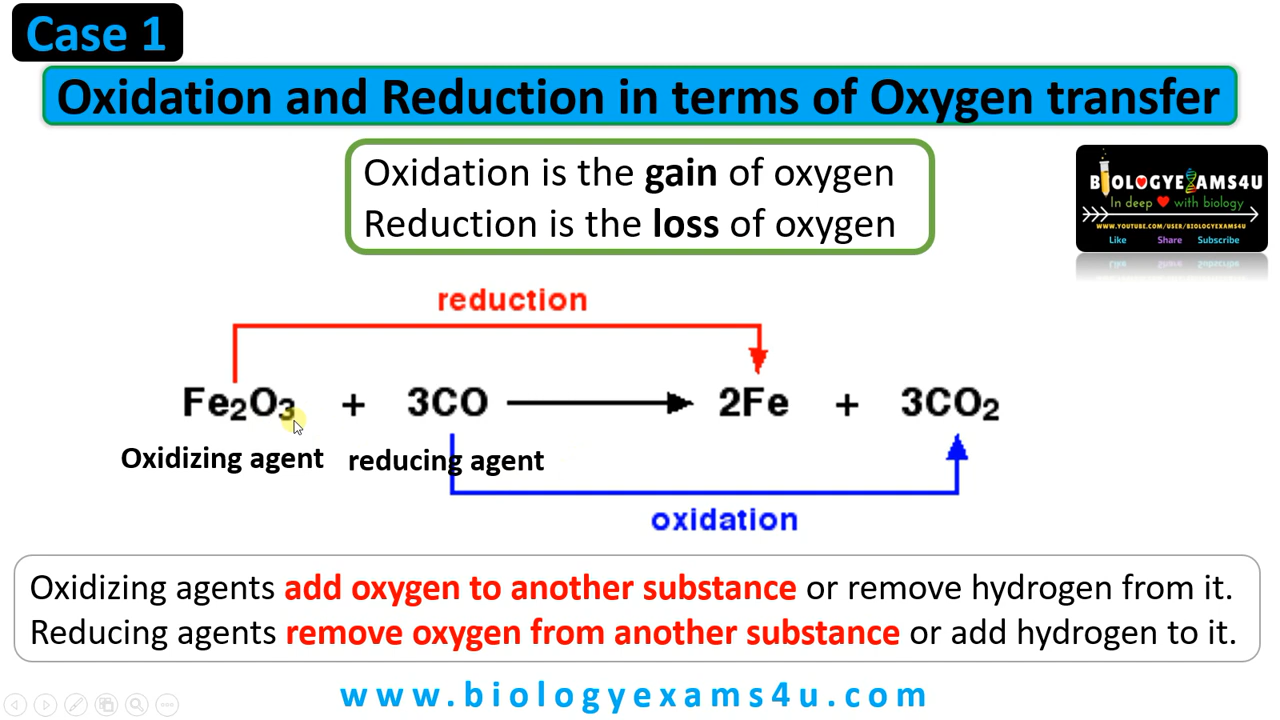 Case 1
Oxidation and Reduction in terms of Oxygen transfer
Oxidation is the gain of oxygen
Reduction is the loss of oxygen
BIOLOGYEXAMS4U
In deep ❤ with biology
WWW.YOUTUBE.COM/USER/BIOLOGYEXAMS4U
Like Share Subscribe
reduction
Fe₂O₃ + 3CO → 2Fe + 3CO₂
Oxidizing agent reducing agent
oxidation
Oxidizing agents add oxygen to another substance or remove hydrogen from it.
Reducing agents remove oxygen from another substance or add hydrogen to it.
www.biologyexams4u.com